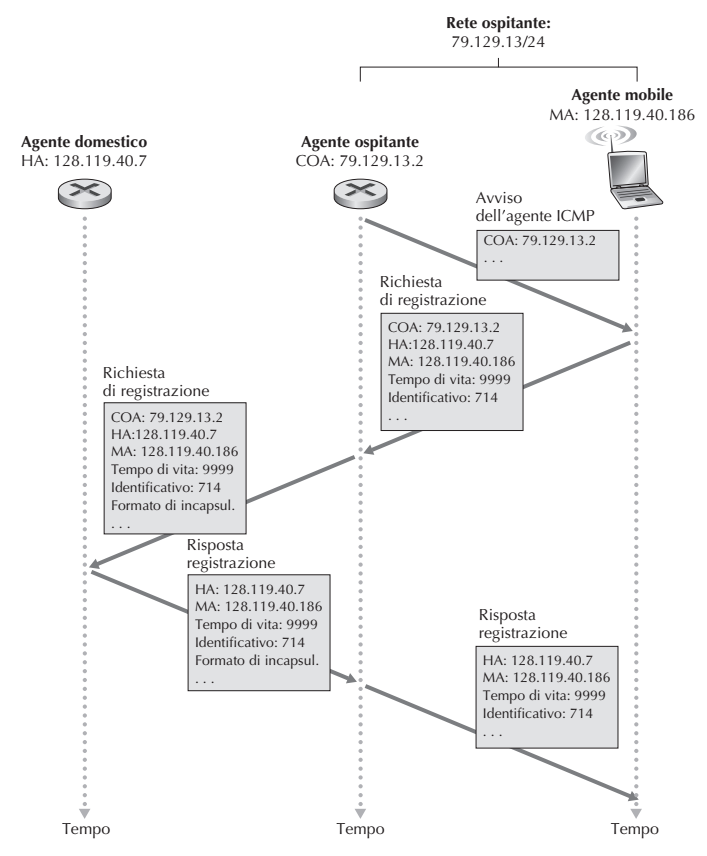 Rete ospitante:
79.129.13/24
Agente mobile
MA: 128.119.40.186
Agente domestico
HA: 128.119.40.7
Agente ospitante
COA: 79.129.13.2
Avviso
dell'agente ICMP
COA: 79.129.13.2
. . .
Richiesta
di registrazione
COA: 79.129.13.2
HA:128.119.40.7
MA: 128.119.40.186
Tempo di vita: 9999
Identificativo: 714
. . .
Richiesta
di registrazione
COA: 79.129.13.2
HA:128.119.40.7
MA: 128.119.40.186
Tempo di vita: 9999
Identificativo: 714
Formato di incapsul.
. . .
Risposta
registrazione
HA: 128.119.40.7
MA: 128.119.40.186
Tempo di vita: 9999
Identificativo: 714
Formato di incapsul.
. . .
Risposta
registrazione
HA: 128.119.40.7
MA: 128.119.40.186
Tempo di vita: 9999
Identificativo: 714
. . .
Tempo
Tempo
Tempo